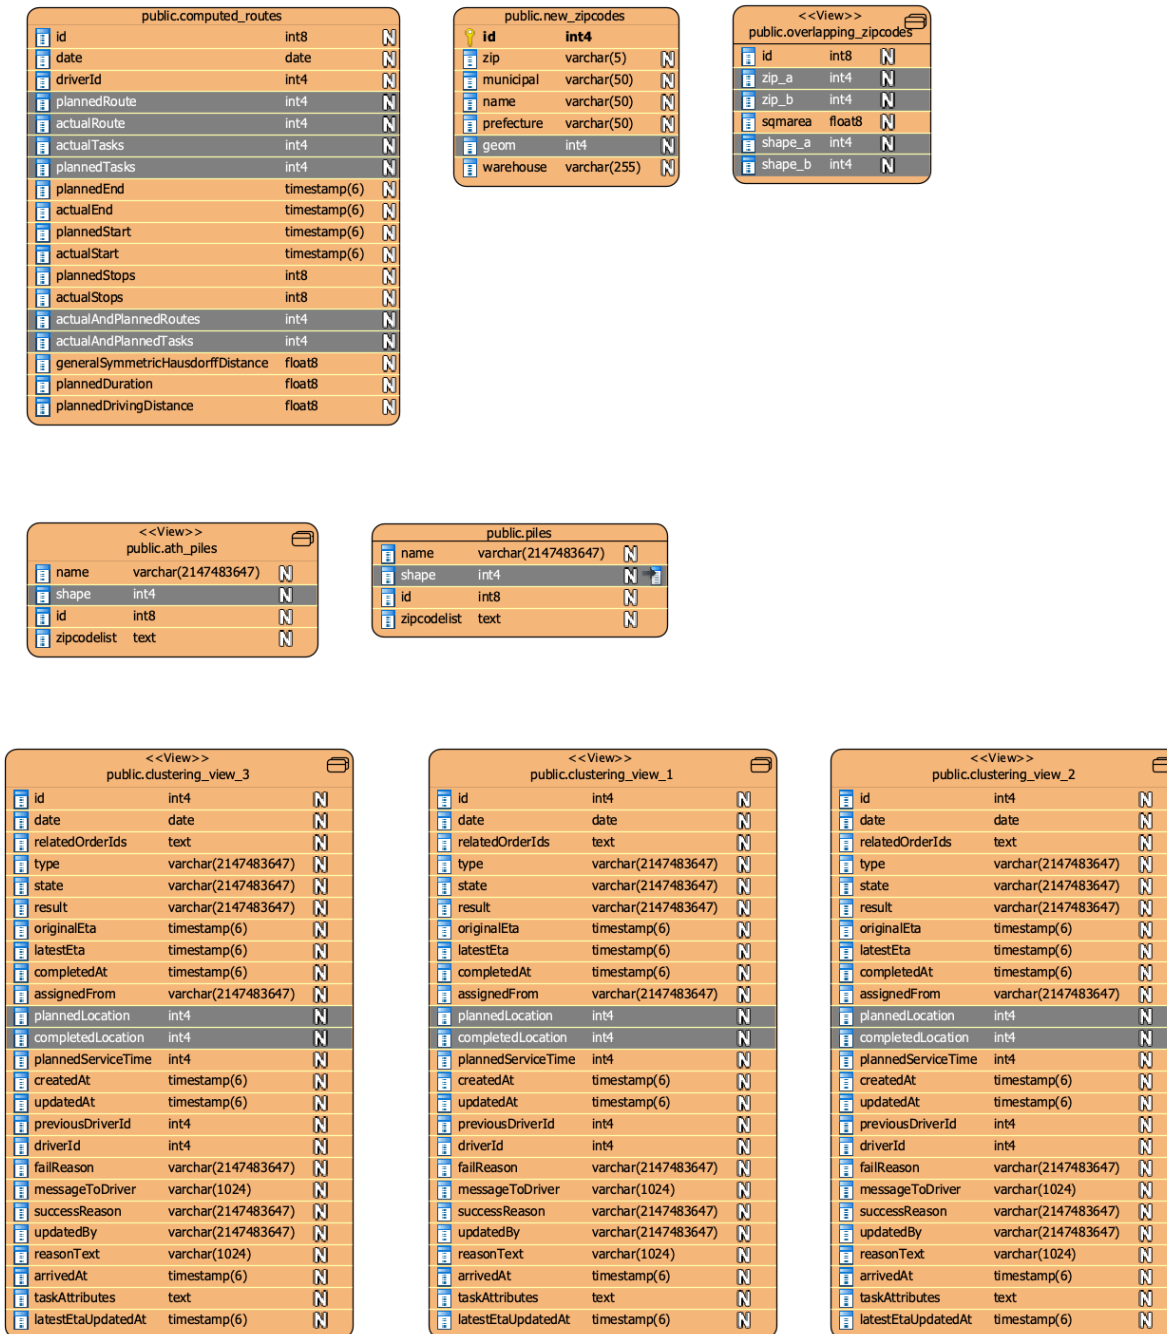 public.computed_routes
id int8 N
date date N
driverId int4 N
plannedRoute int4 N
actualRoute int4 N
actualTasks int4 N
plannedTasks int4 N
plannedEnd timestamp(6) N
actualEnd timestamp(6) N
plannedStart timestamp(6) N
actualStart timestamp(6) N
plannedStops int8 N
actualStops int8 N
actualAndPlannedRoutes int4 N
actualAndPlannedTasks int4 N
generalSymmetricHausdorffDistance float8 N
plannedDuration float8 N
plannedDrivingDistance float8 N
public.new_zipcodes
id int4
zip varchar(5) N
municipal varchar(50) N
name varchar(50) N
prefecture varchar(50) N
geom int4 N
warehouse varchar(255) N
<<View>>
public.overlapping_zipcodes
id int8 N
zip_a int4 N
zip_b int4 N
sqmarea float8 N
shape_a int4 N
shape_b int4 N
<<View>>
public.ath_piles
name varchar(2147483647) N
shape int4 N
id int8 N
zipcodelist text N
public.piles
name varchar(2147483647) N
shape int4 N
id int8 N
zipcodelist text N
<<View>>
public.clustering_view_3
id int4 N
date date N
relatedOrderIds text N
type varchar(2147483647) N
state varchar(2147483647) N
result varchar(2147483647) N
originalEta timestamp(6) N
latestEta timestamp(6) N
completedAt timestamp(6) N
assignedFrom varchar(2147483647) N
plannedLocation int4 N
completedLocation int4 N
plannedServiceTime int4 N
createdAt timestamp(6) N
updatedAt timestamp(6) N
previousDriverId int4 N
driverId int4 N
failReason varchar(2147483647) N
messageToDriver varchar(1024) N
successReason varchar(2147483647) N
updatedBy varchar(2147483647) N
reasonText varchar(1024) N
arrivedAt timestamp(6) N
taskAttributes text N
latestEtaUpdatedAt timestamp(6) N
<<View>>
public.clustering_view_1
id int4 N
date date N
relatedOrderIds text N
type varchar(2147483647) N
state varchar(2147483647) N
result varchar(2147483647) N
originalEta timestamp(6) N
latestEta timestamp(6) N
completedAt timestamp(6) N
assignedFrom varchar(2147483647) N
plannedLocation int4 N
completedLocation int4 N
plannedServiceTime int4 N
createdAt timestamp(6) N
updatedAt timestamp(6) N
previousDriverId int4 N
driverId int4 N
failReason varchar(2147483647) N
messageToDriver varchar(1024) N
successReason varchar(2147483647) N
updatedBy varchar(2147483647) N
reasonText varchar(1024) N
arrivedAt timestamp(6) N
taskAttributes text N
latestEtaUpdatedAt timestamp(6) N
<<View>>
public.clustering_view_2
id int4 N
date date N
relatedOrderIds text N
type varchar(2147483647) N
state varchar(2147483647) N
result varchar(2147483647) N
originalEta timestamp(6) N
latestEta timestamp(6) N
completedAt timestamp(6) N
assignedFrom varchar(2147483647) N
plannedLocation int4 N
completedLocation int4 N
plannedServiceTime int4 N
createdAt timestamp(6) N
updatedAt timestamp(6) N
previousDriverId int4 N
driverId int4 N
failReason varchar(2147483647) N
messageToDriver varchar(1024) N
successReason varchar(2147483647) N
updatedBy varchar(2147483647) N
reasonText varchar(1024) N
arrivedAt timestamp(6) N
taskAttributes text N
latestEtaUpdatedAt timestamp(6) N